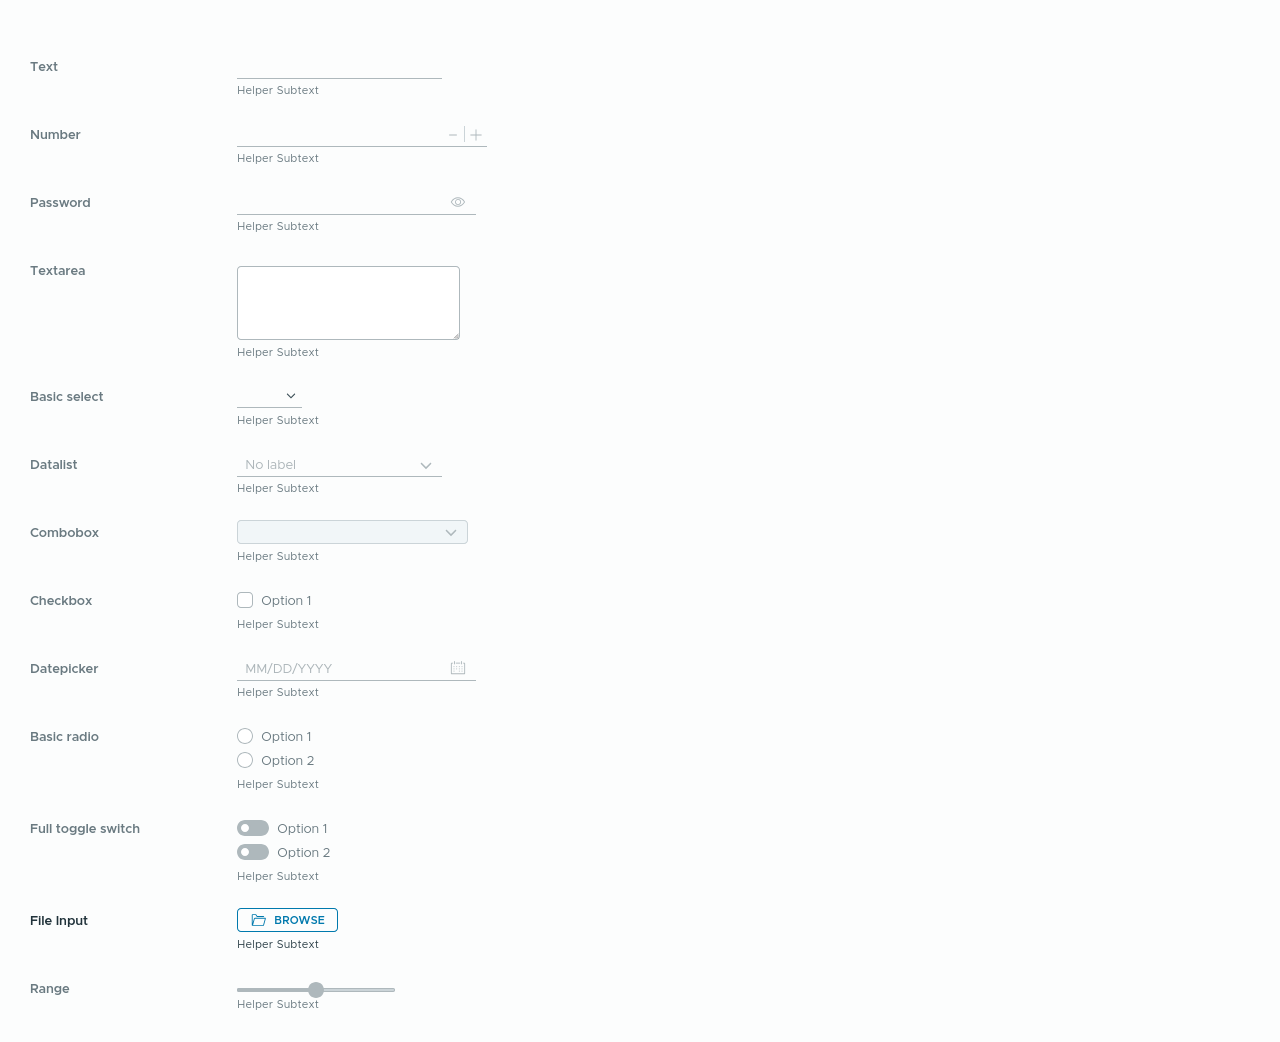 Text
Helper Subtext
Number
Helper Subtext
Password
Helper Subtext
Textarea
Helper Subtext
Basic select
Helper Subtext
Datalist No label
Helper Subtext
Combobox
Helper Subtext
Checkbox Option 1
Helper Subtext
Datepicker MM/DD/YYYY
Helper Subtext
Basic radio Option 1
Option 2
Helper Subtext
Full toggle switch Option 1
Option 2
Helper Subtext
File Input BROWSE
Helper Subtext
Range
Helper Subtext